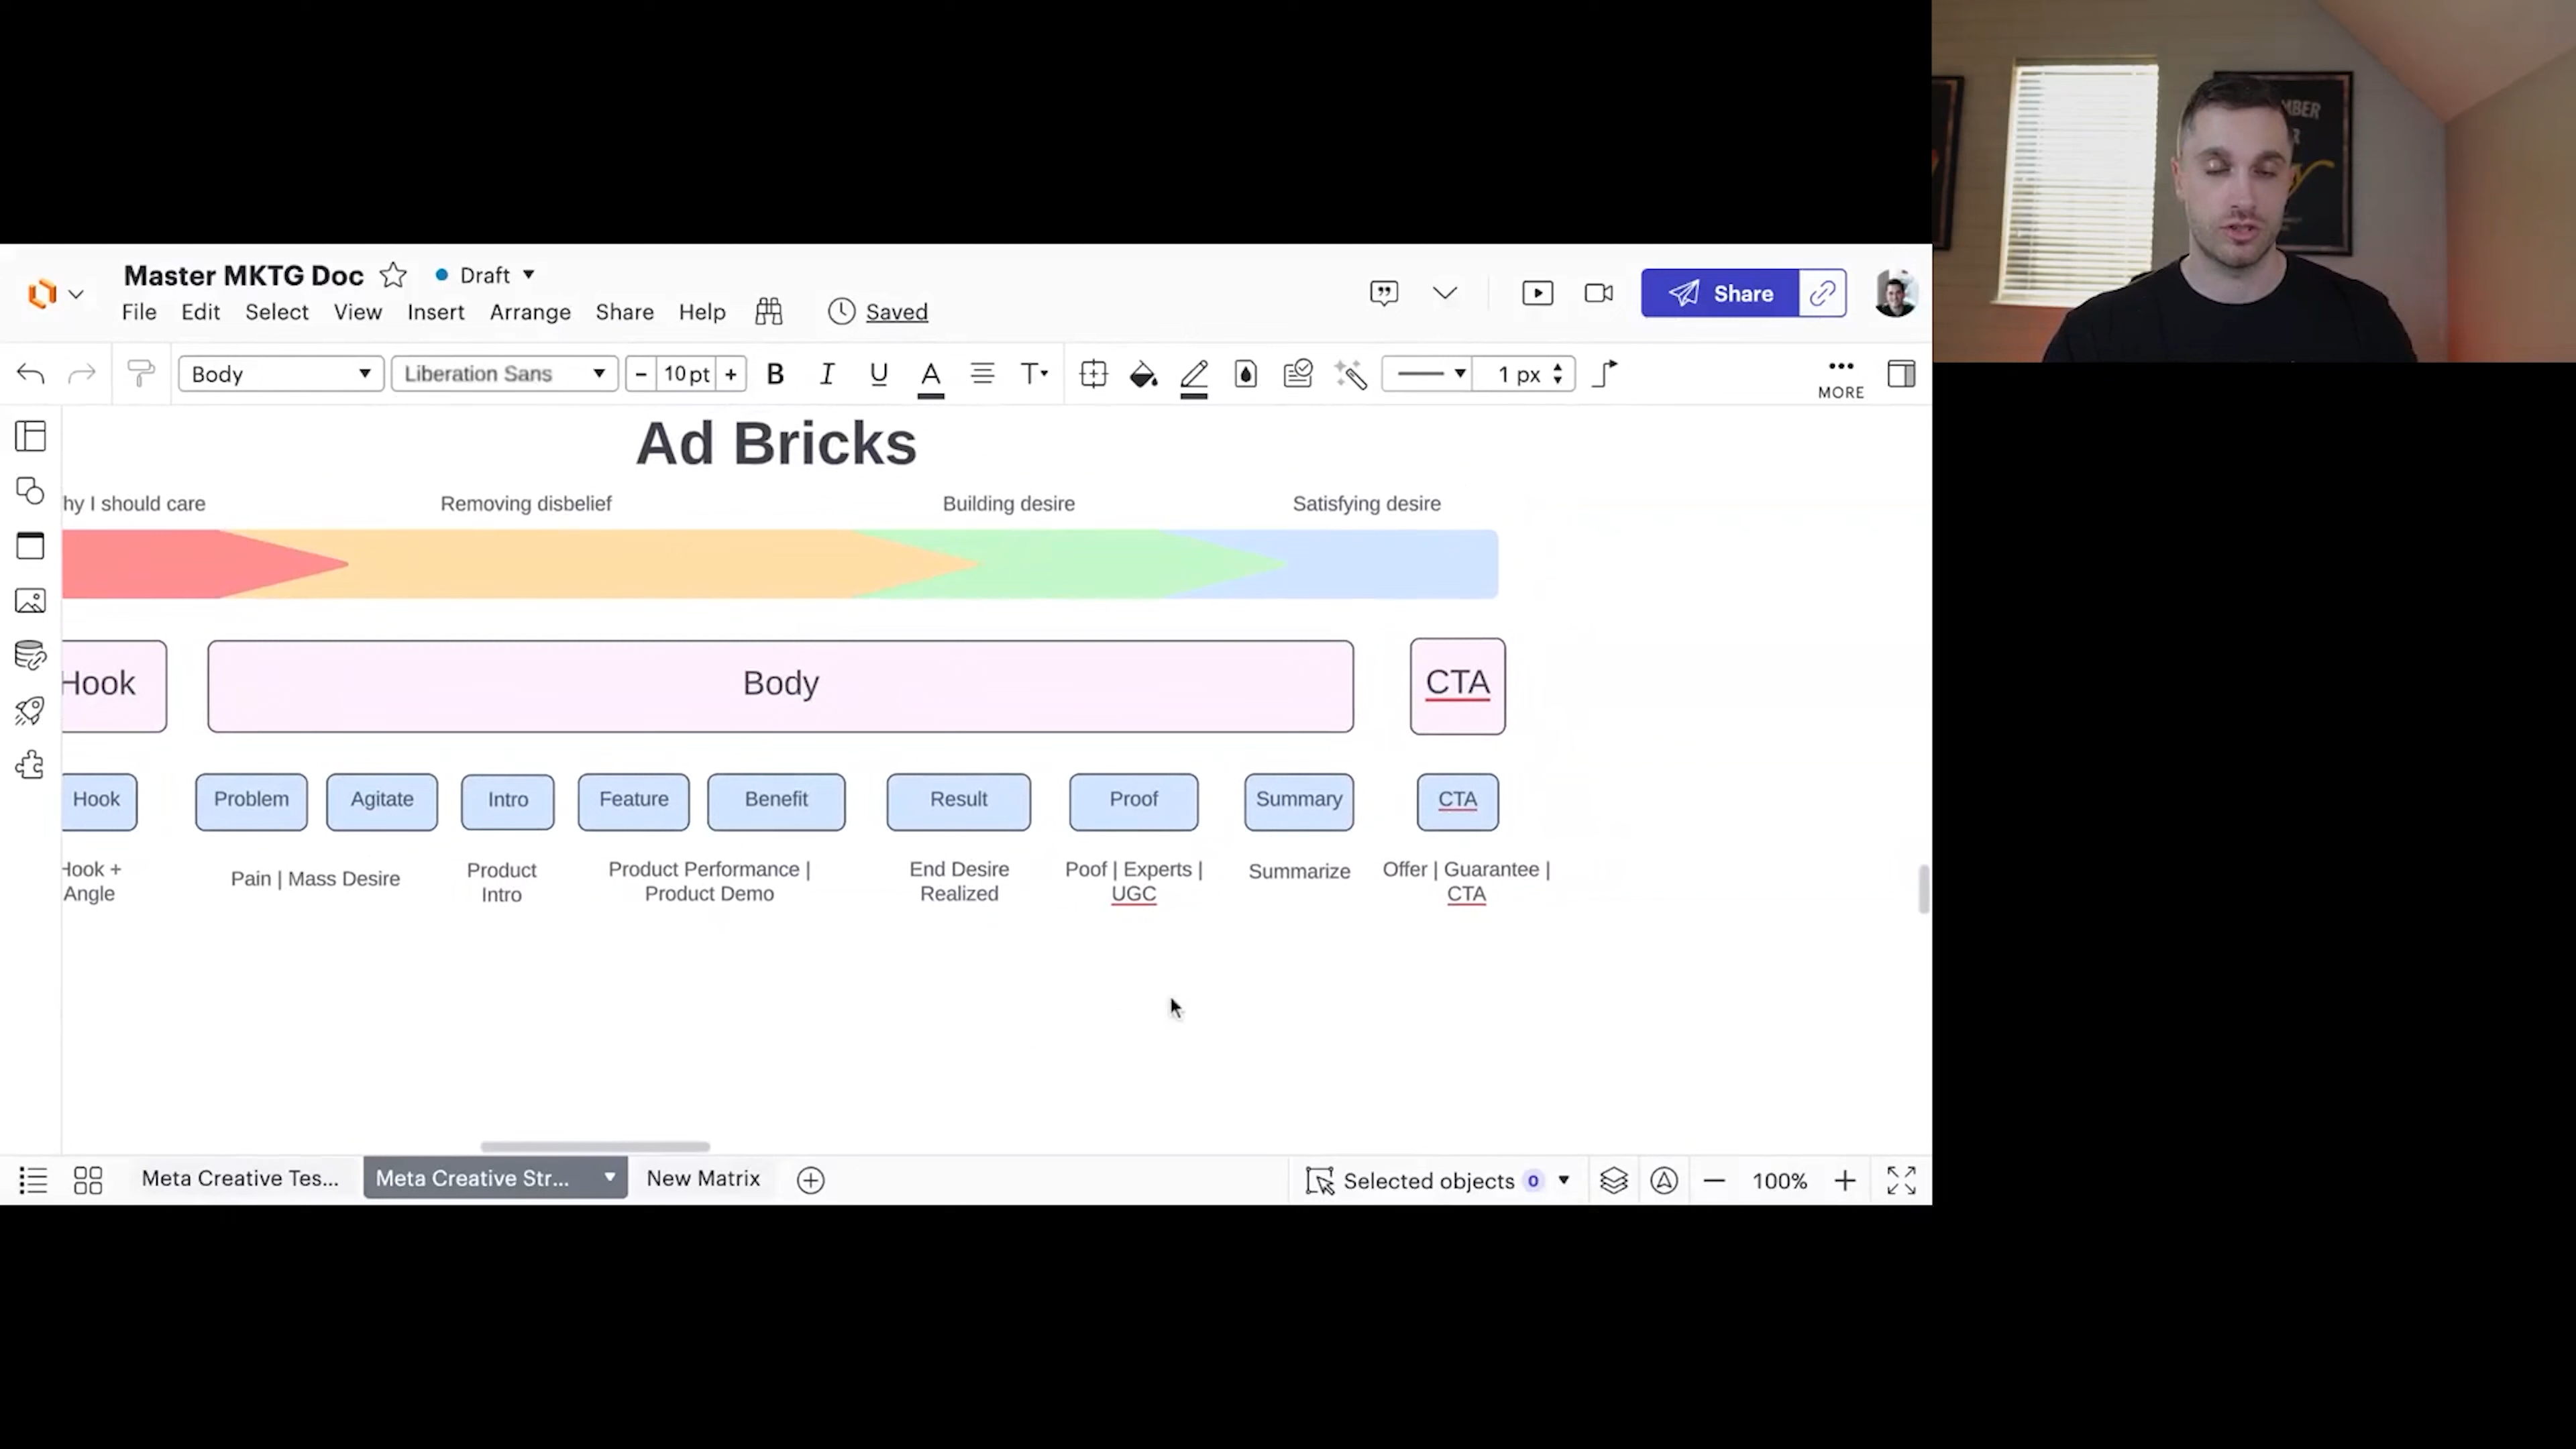 MBER
R
Master MKTG Doc
Draft
File Edit Select View Insert Arrange Share Help Saved
Share
Body Liberation Sans - 10 pt + B I U A T 1 px
MORE
Ad Bricks
hy I should care Removing disbelief Building desire Satisfying desire
Hook Body CTA
Hook Problem Agitate Intro Feature Benefit Result Proof Summary CTA
Hook +
Angle
Pain | Mass Desire
Product
Intro
Product Performance |
Product Demo
End Desire
Realized
Poof | Experts |
UGC
Summarize
Offer | Guarantee |
CTA
Meta Creative Tes... Meta Creative Str... New Matrix Selected objects 0 100%